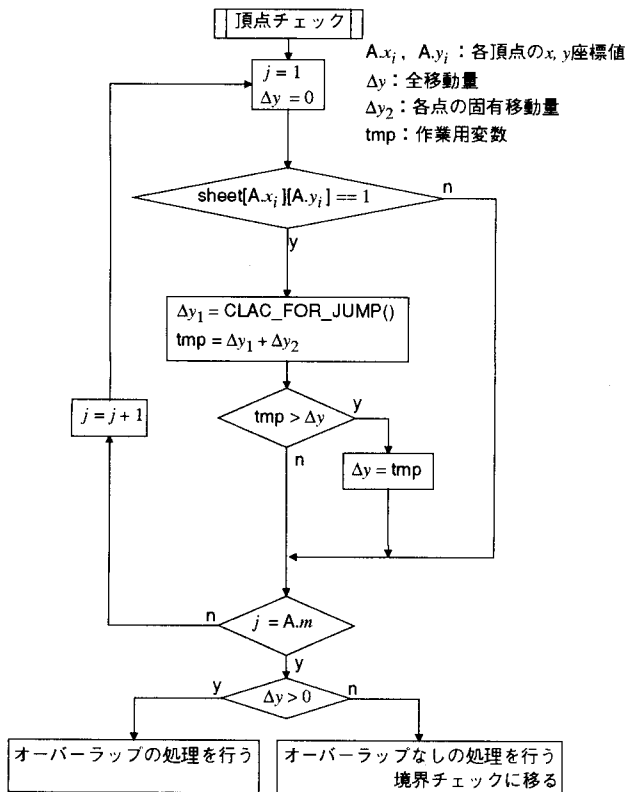 頂点チェック
A.xᵢ, A.yᵢ：各頂点のx, y座標値
Δy：全移動量
Δy₂：各点の固有移動量
tmp：作業用変数
j = 1
Δy = 0
sheet[A.xᵢ][A.yᵢ] == 1
n
y
Δy₁ = CLAC_FOR_JUMP()
tmp = Δy₁ + Δy₂
j = j + 1
tmp > Δy
y
n
Δy = tmp
j = A.m
n
y
Δy > 0
y
n
オーバーラップの処理を行う
オーバーラップなしの処理を行う
境界チェックに移る